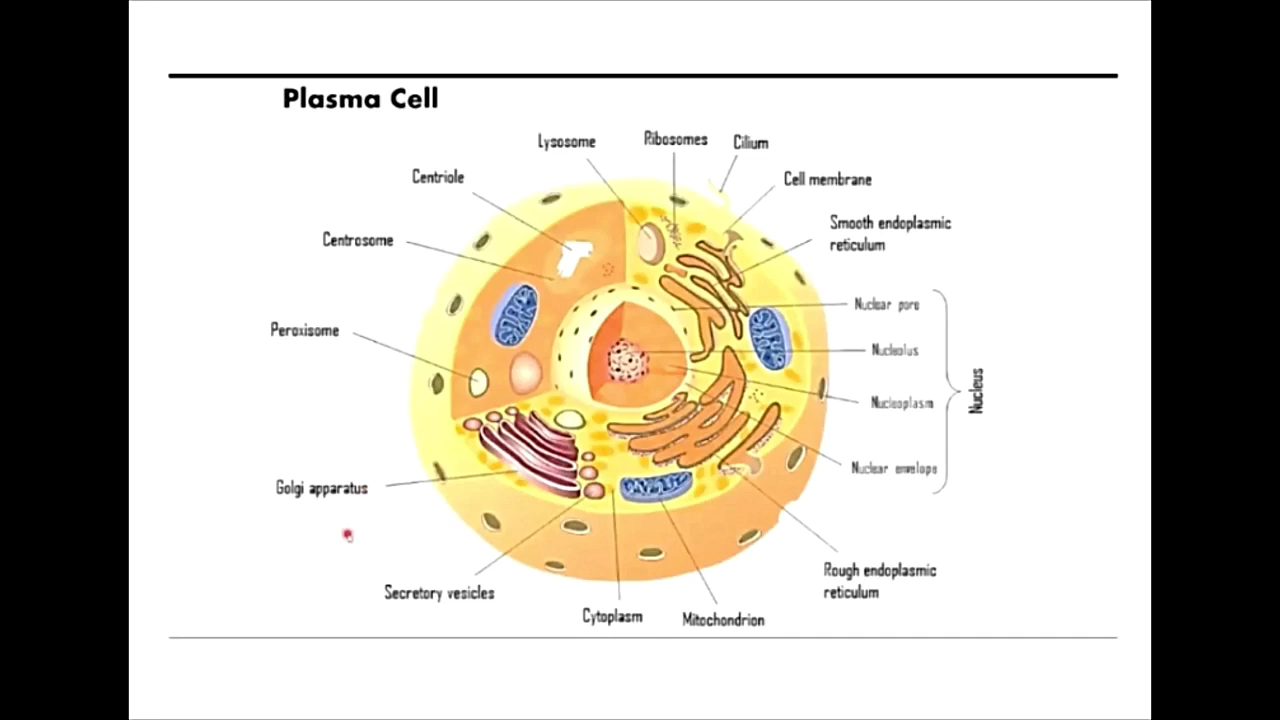 Plasma Cell
Lysosome
Ribosomes
Cilium
Centriole
Cell membrane
Centrosome
Smooth endoplasmic
reticulum
Nuclear pore
Peroxisome
Nucleolus
Nucleoplasm
Nucleus
Nuclear envelope
Golgi apparatus
Rough endoplasmic
reticulum
Secretory vesicles
Cytoplasm
Mitochondrion